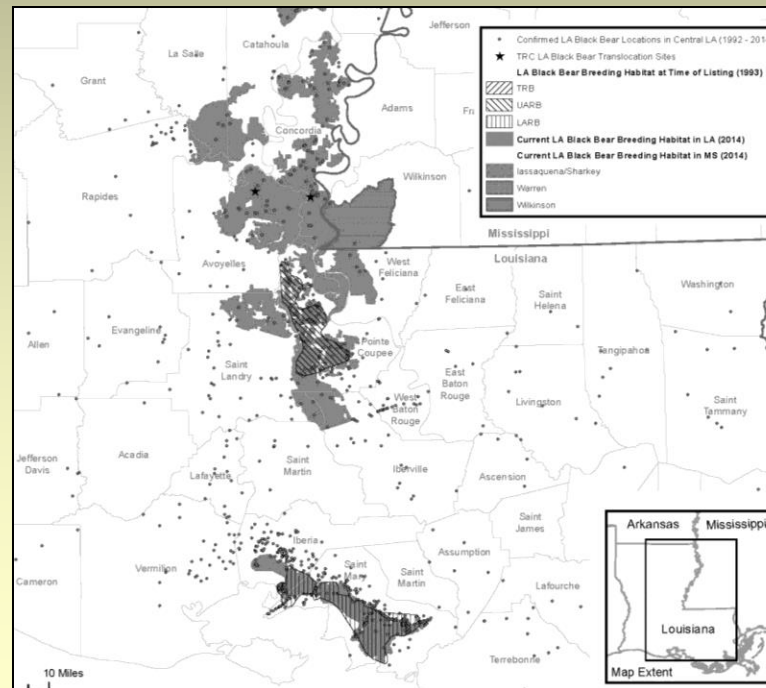 Jefferson
La Salle
Catahoula
Grant
Adams
Concordia
Wilkinson
Rapides
Mississippi
Avoyelles
West
Feliciana
Louisiana
East
Feliciana
Saint
Helena
Washington
Allen
Evangeline
Pointe
Coupee
Tangipahoa
Saint
Landry
East
Baton
Rouge
West
Baton
Rouge
Livingston
Saint
Tammany
Jefferson
Davis
Acadia
Lafayette
Saint
Martin
Iberville
Ascension
Saint
James
Cameron
Vermilion
Iberia
Saint
Mary
Saint
Martin
Assumption
Lafourche
Terrebonne
10 Miles
Confirmed LA Black Bear Locations in Central LA (1992 - 201
TRC LA Black Bear Translocation Sites
LA Black Bear Breeding Habitat at Time of Listing (1993)
TRB
UARB
LARB
Current LA Black Bear Breeding Habitat in LA (2014)
Current LA Black Bear Breeding Habitat in MS (2014)
Iassaquena/Sharkey
Warren
Wilkinson
Arkansas
Mississippi
Louisiana
Map Extent